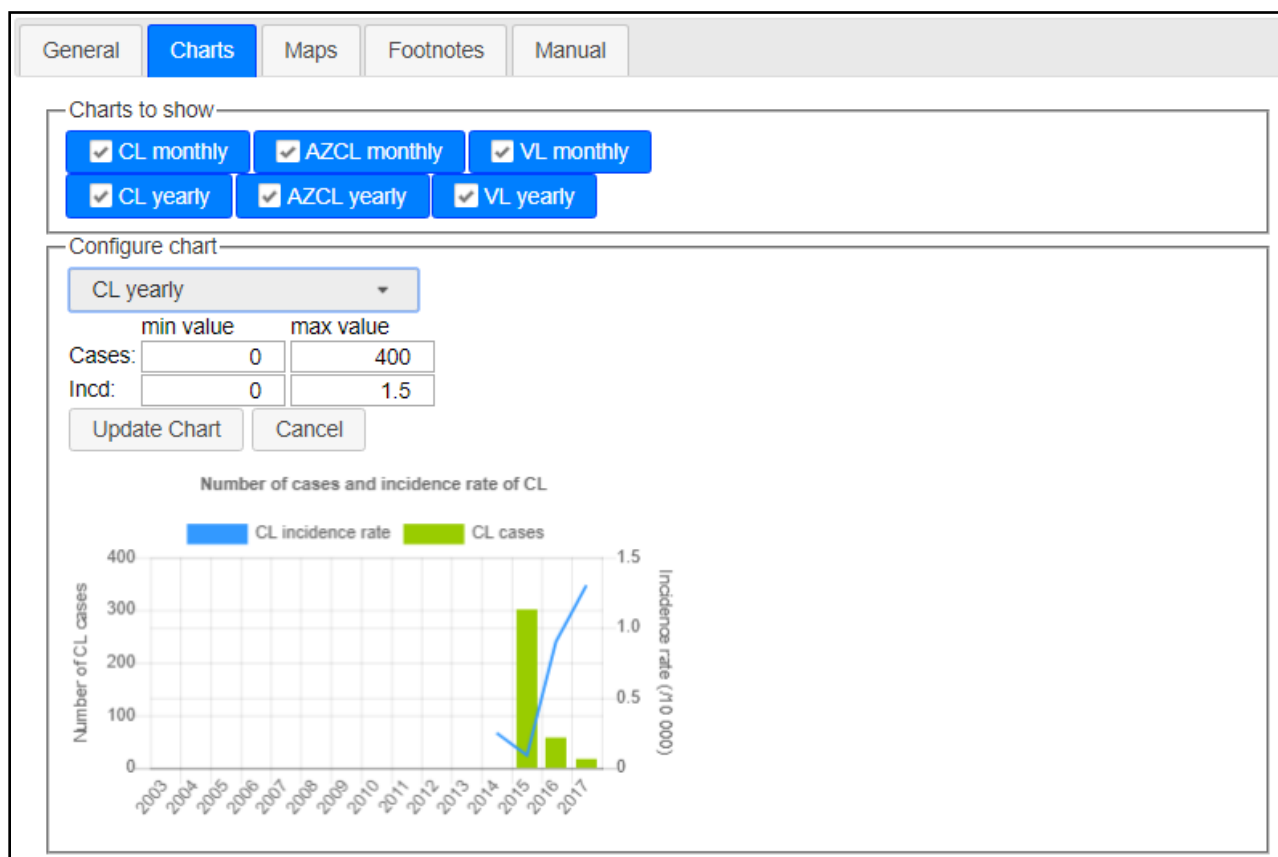 General Charts Maps Footnotes Manual
Charts to show
CL monthly AZCL monthly VL monthly
CL yearly AZCL yearly VL yearly
Configure chart
CL yearly
min value max value
Cases: 0 400
Incd: 0 1.5
Update Chart Cancel
Number of cases and incidence rate of CL
CL incidence rate CL cases
Number of CL cases
400
300
200
100
0
1.5
1.0
0.5
0
Incidence rate (/10 000)
2003 2004 2005 2006 2007 2008 2009 2010 2011 2012 2013 2014 2015 2016 2017